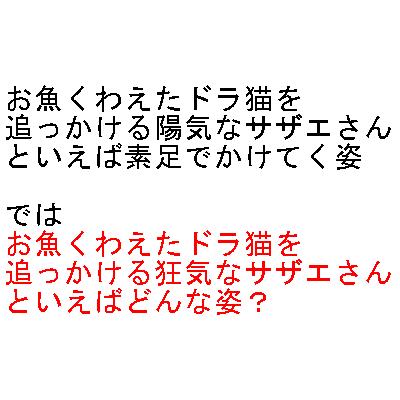 お魚くわえたドラ猫を
追っかける陽気なサザエさん
といえば素足でかけてく姿
では
お魚くわえたドラ猫を
追っかける狂気なサザエさん
といえばどんな姿？